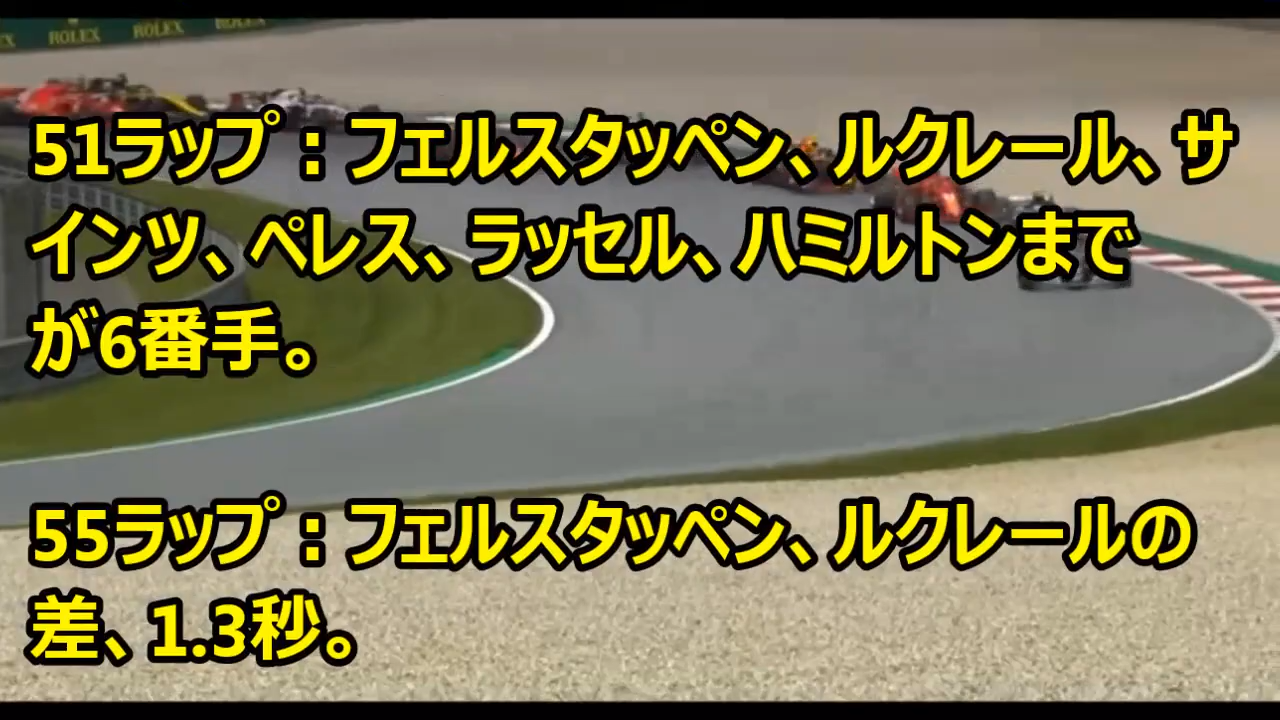 ROLEX
ROLEX
ROLEX
51ラップ：フェルスタッペン、ルクレール、サ
インツ、ペレス、ラッセル、ハミルトンまで
が6番手。
55ラップ：フェルスタッペン、ルクレールの
差、1.3秒。